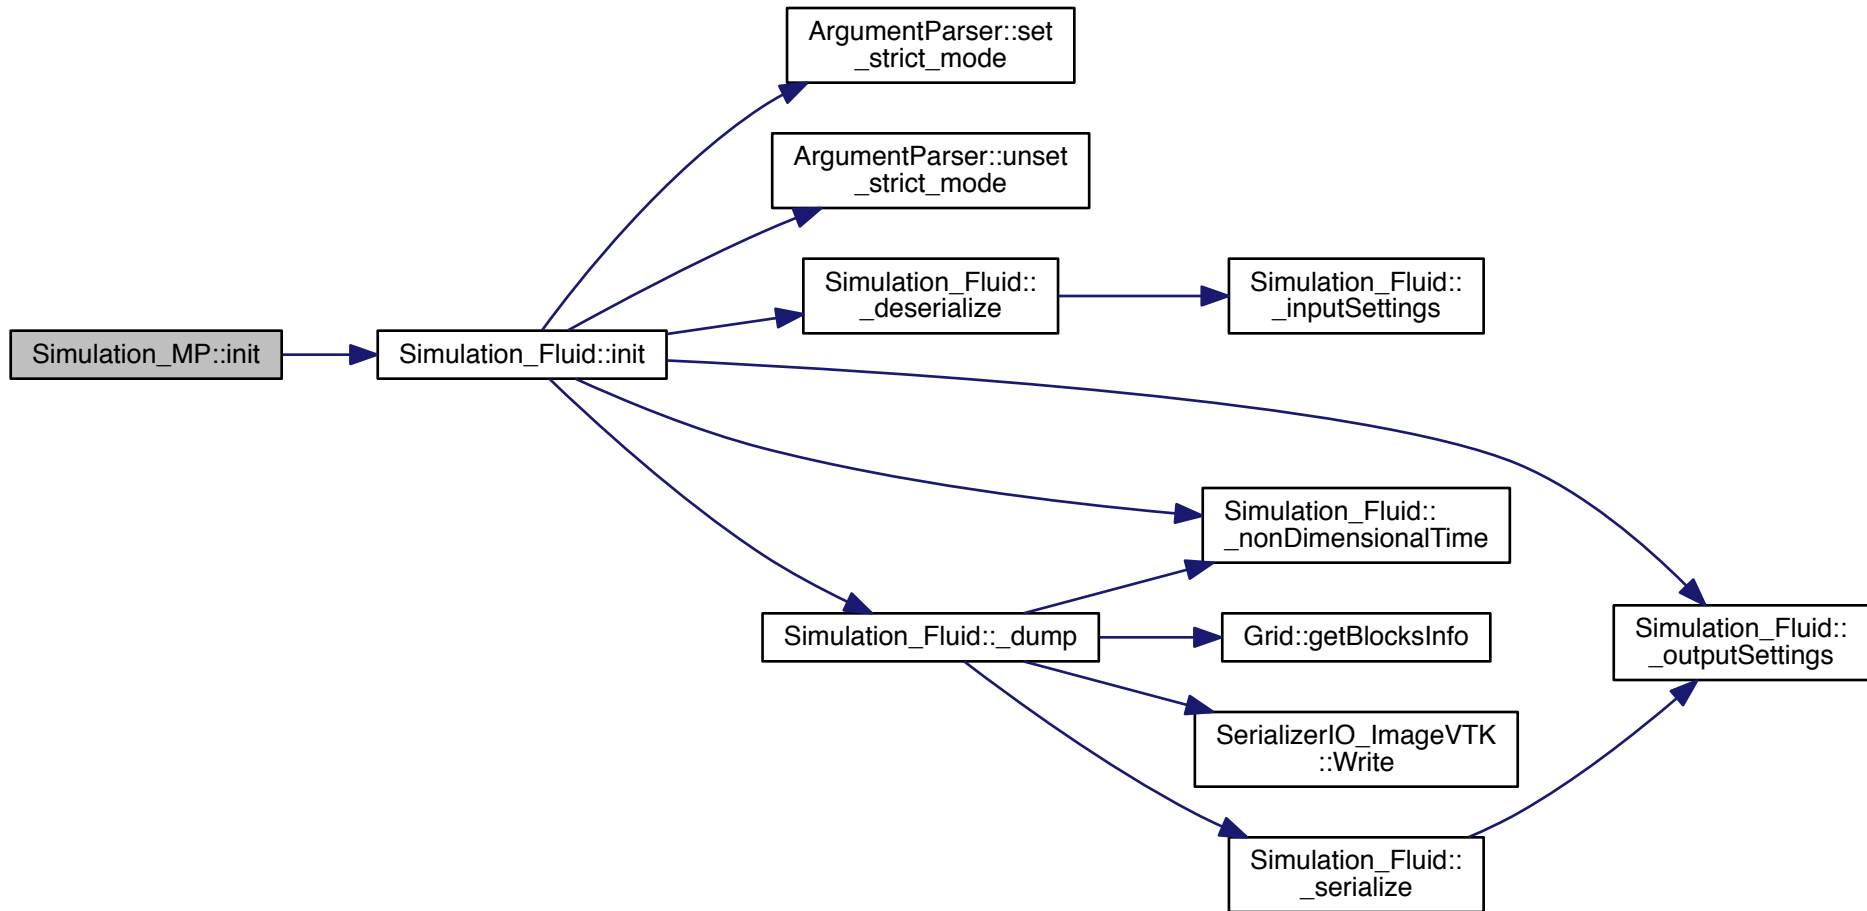 ArgumentParser::set
_strict_mode
ArgumentParser::unset
_strict_mode
Simulation_Fluid::
_deserialize
Simulation_Fluid::
_inputSettings
Simulation_MP::init
Simulation_Fluid::init
Simulation_Fluid::
_nonDimensionalTime
Simulation_Fluid::_dump
Grid::getBlocksInfo
Simulation_Fluid::
_outputSettings
SerializerIO_ImageVTK
::Write
Simulation_Fluid::
_serialize